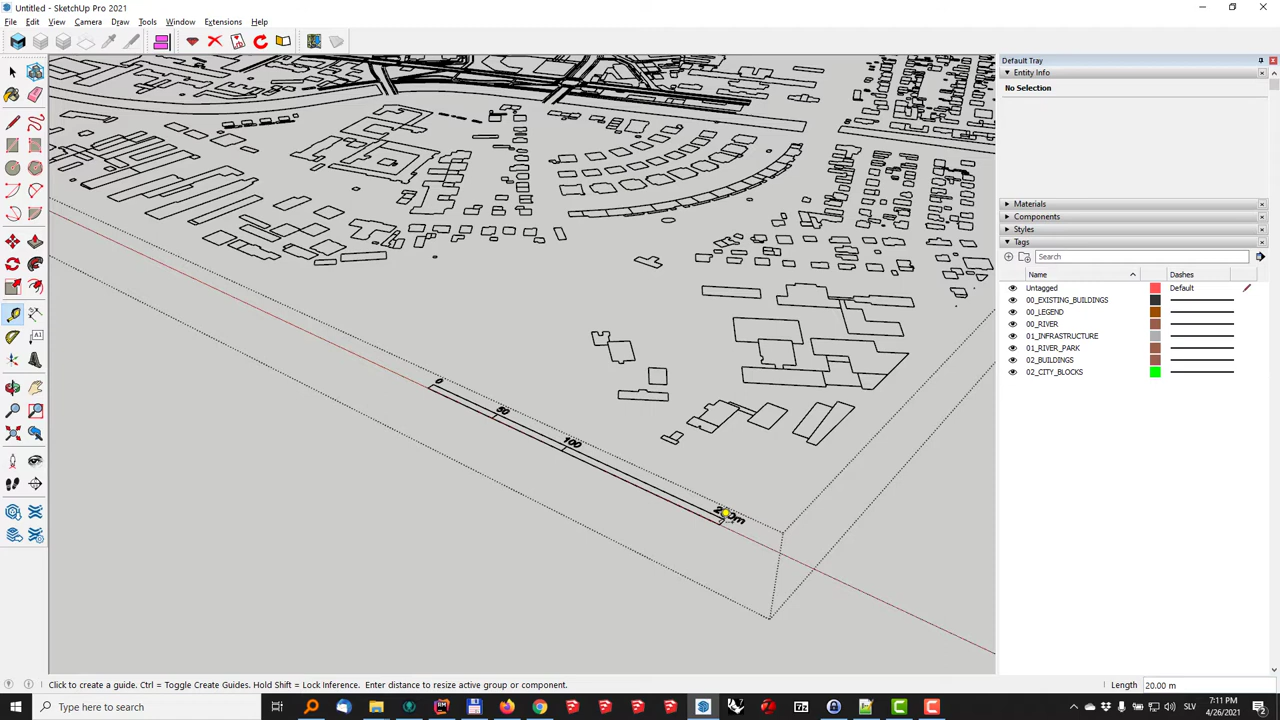 Untitled - SketchUp Pro 2021
File Edit View Camera Draw Tools Window Extensions Help
Default Tray
Entity Info
No Selection
Materials
Components
Styles
Tags
Search
Name Dashes
Untagged Default
00_EXISTING_BUILDINGS
00_LEGEND
00_RIVER
01_INFRASTRUCTURE
01_RIVER_PARK
02_BUILDINGS
02_CITY_BLOCKS
0
50
100
Click to create a guide. Ctrl = Toggle Create Guides. Hold Shift = Lock Inference. Enter distance to resize active group or component.
Length 20.00 m
Type here to search
SLV
7:11 PM
4/26/2021